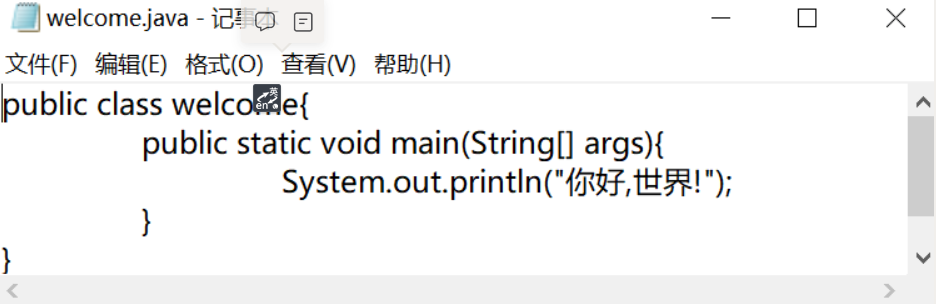 welcome.java - 记事本
文件(F) 编辑(E) 格式(O) 查看(V) 帮助(H)
public class welcome{
public static void main(String[] args){
System.out.println("你好,世界!");
}
}